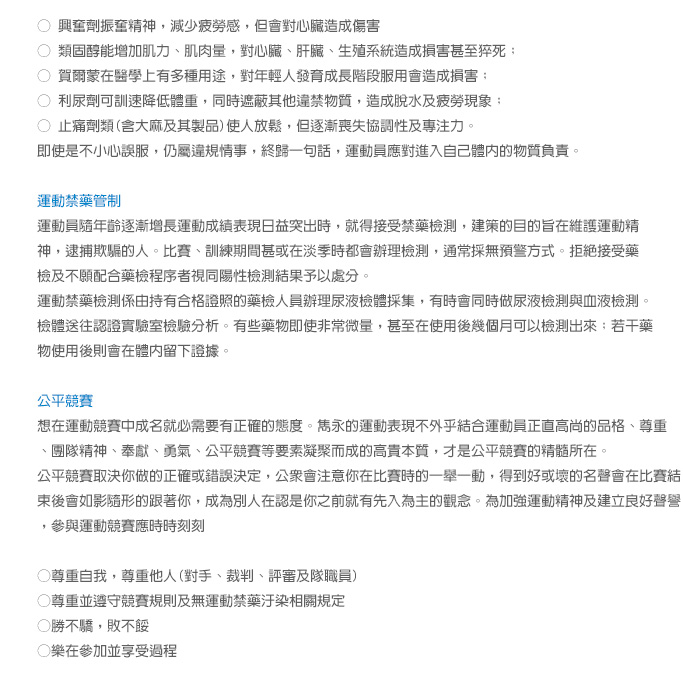 ○ 興奮劑振奮精神，減少疲勞感，但會對心臟造成傷害
○ 類固醇能增加肌力、肌肉量，對心臟、肝臟、生殖系統造成損害甚至猝死；
○ 賀爾蒙在醫學上有多種用途，對年輕人發育成長階段服用會造成損害；
○ 利尿劑可訓速降低體重，同時遮蔽其他違禁物質，造成脫水及疲勞現象；
○ 止痛劑類(含大麻及其製品)使人放鬆，但逐漸喪失協調性及專注力。
即使是不小心誤服，仍屬違規情事，終歸一句話，運動員應對進入自己體內的物質負責。
運動禁藥管制
運動員隨年齡逐漸增長運動成績表現日益突出時，就得接受禁藥檢測，建策的目的旨在維護運動精
神，逮捕欺騙的人。比賽、訓練期間甚或在淡季時都會辦理檢測，通常採無預警方式。拒絕接受藥
檢及不願配合藥檢程序者視同陽性檢測結果予以處分。
運動禁藥檢測係由持有合格證照的藥檢人員辦理尿液檢體採集，有時會同時做尿液檢測與血液檢測。
檢體送往認證實驗室檢驗分析。有些藥物即使非常微量，甚至在使用後幾個月可以檢測出來；若干藥
物使用後則會在體內留下證據。
公平競賽
想在運動競賽中成名就必需要有正確的態度。雋永的運動表現不外乎結合運動員正直高尚的品格、尊重
、團隊精神、奉獻、勇氣、公平競賽等要素凝聚而成的高貴本質，才是公平競賽的精髓所在。
公平競賽取決你做的正確或錯誤決定，公眾會注意你在比賽時的一舉一動，得到好或壞的名聲會在比賽結
束後會如影隨形的跟著你，成為別人在認是你之前就有先入為主的觀念。為加強運動精神及建立良好聲譽
，參與運動競賽應時時刻刻
○尊重自我，尊重他人(對手、裁判、評審及隊職員)
○尊重並遵守競賽規則及無運動禁藥汙染相關規定
○勝不驕，敗不餒
○樂在參加並享受過程